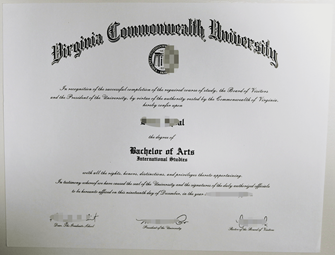 Virginia Commonwealth University
In recognition of the successful completion of the required course of study, the Board of Visitors
and the President of the University, by virtue of the authority vested by the Commonwealth of Virginia
hereby confer upon
the degree of
Bachelor of Arts
International Studies
with all the rights, honors, distinctions, and privileges thereto appertaining.
In testimony whereof are hereto the seal of the University and the signatures of the duly authorized officials
to be hereunto affixed on this nineteenth day of December, in the year
President of the University
Rector of the Board of Visitors